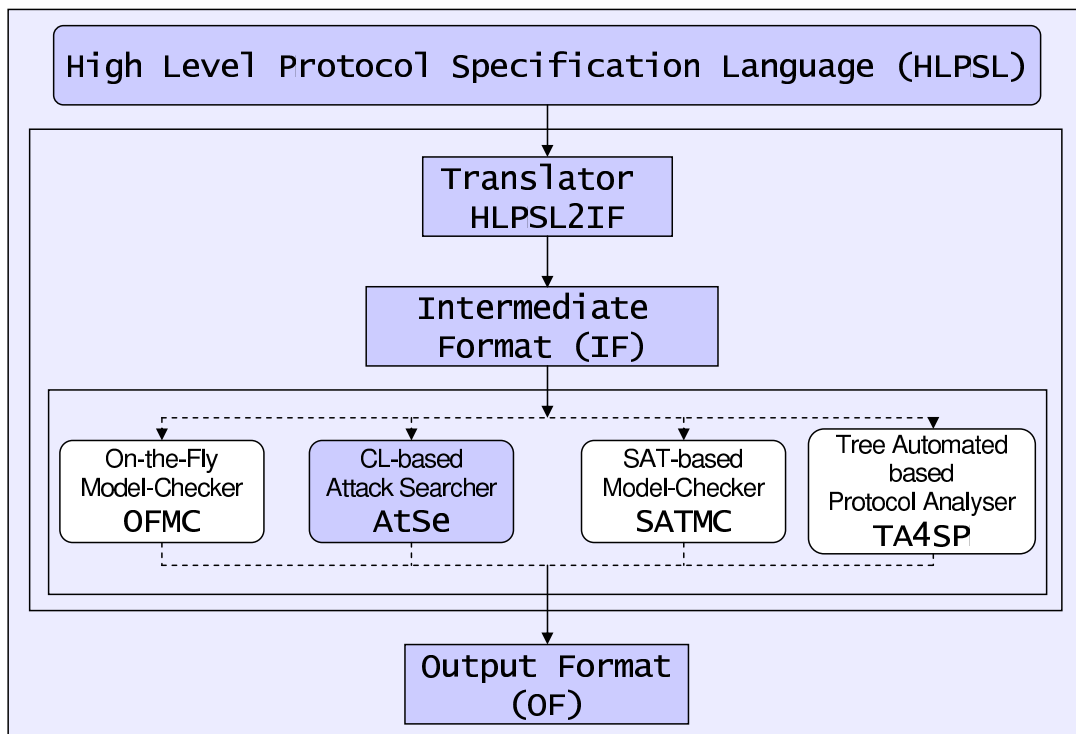 High Level Protocol Specification Language (HLPSL)
Translator
HLPSL2IF
Intermediate
Format (IF)
On-the-Fly
Model-Checker
OFMC
CL-based
Attack Searcher
AtSe
SAT-based
Model-Checker
SATMC
Tree Automated
based
Protocol Analyser
TA4SP
Output Format
(OF)